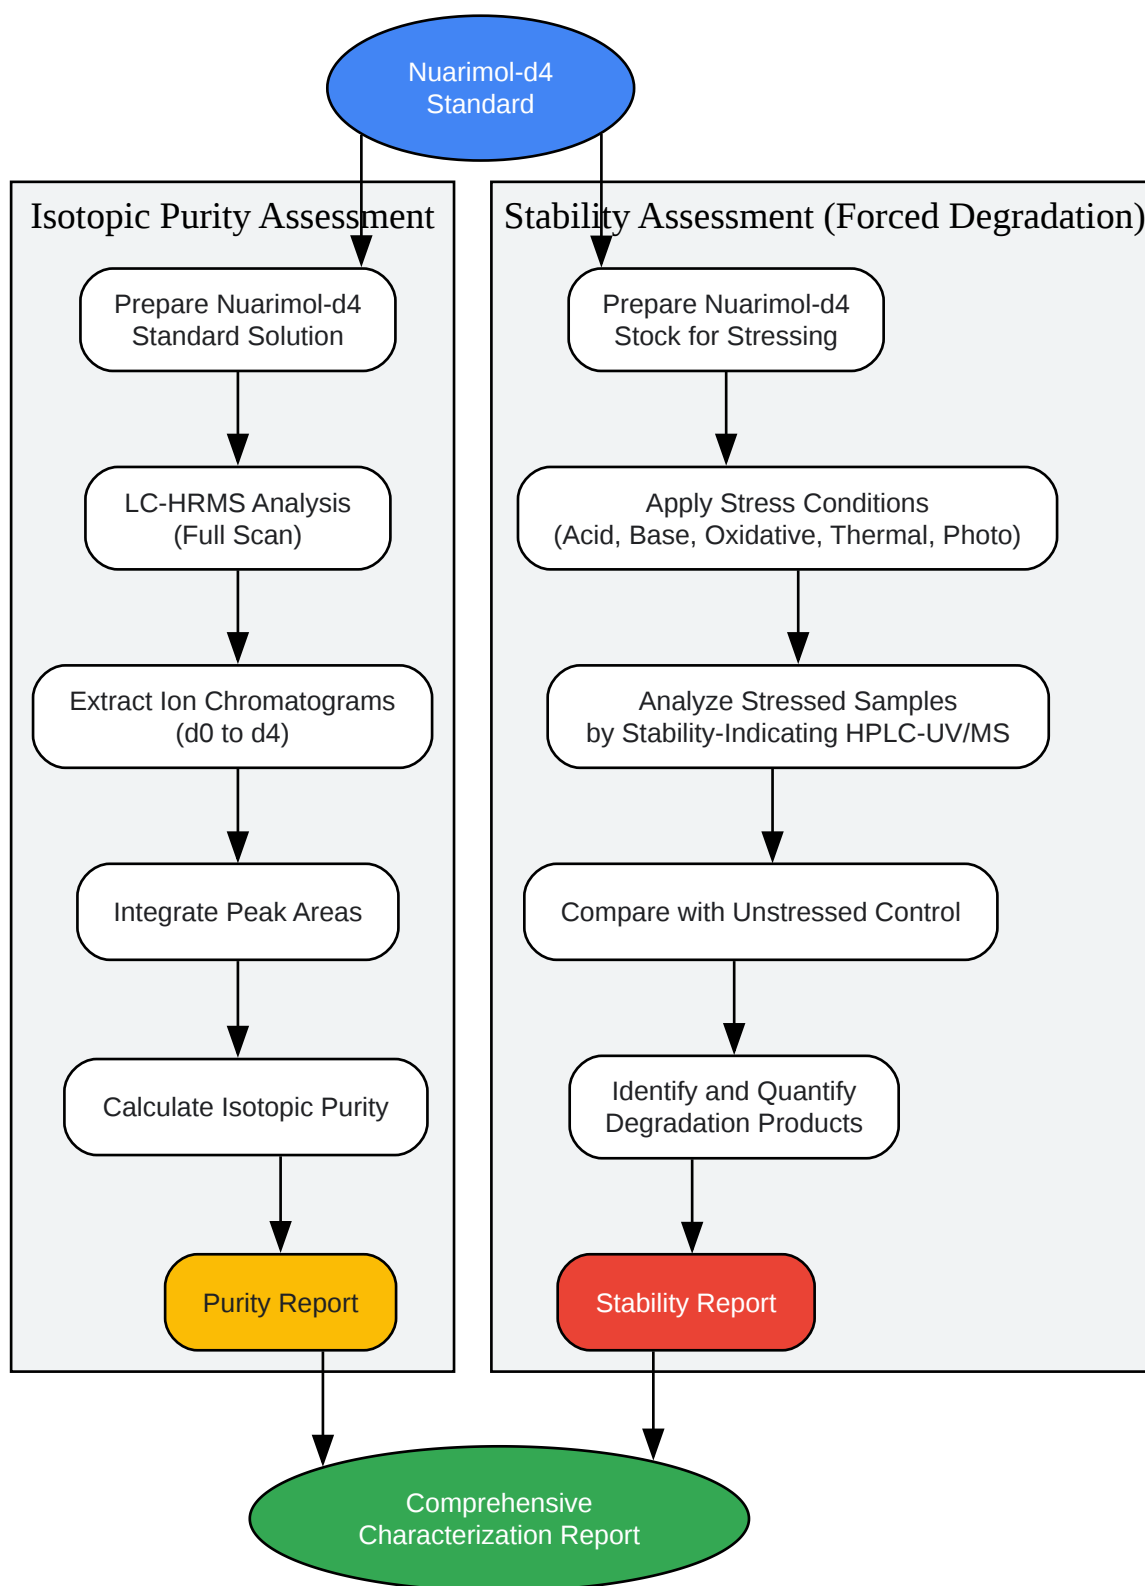 Nuarimol-d4
Standard
Isotopic Purity Assessment
Prepare Nuarimol-d4
Standard Solution
LC-HRMS Analysis
(Full Scan)
Extract Ion Chromatograms
(d0 to d4)
Integrate Peak Areas
Calculate Isotopic Purity
Purity Report
Stability Assessment (Forced Degradation)
Prepare Nuarimol-d4
Stock for Stressing
Apply Stress Conditions
(Acid, Base, Oxidative, Thermal, Photo)
Analyze Stressed Samples
by Stability-Indicating HPLC-UV/MS
Compare with Unstressed Control
Identify and Quantify
Degradation Products
Stability Report
Comprehensive
Characterization Report